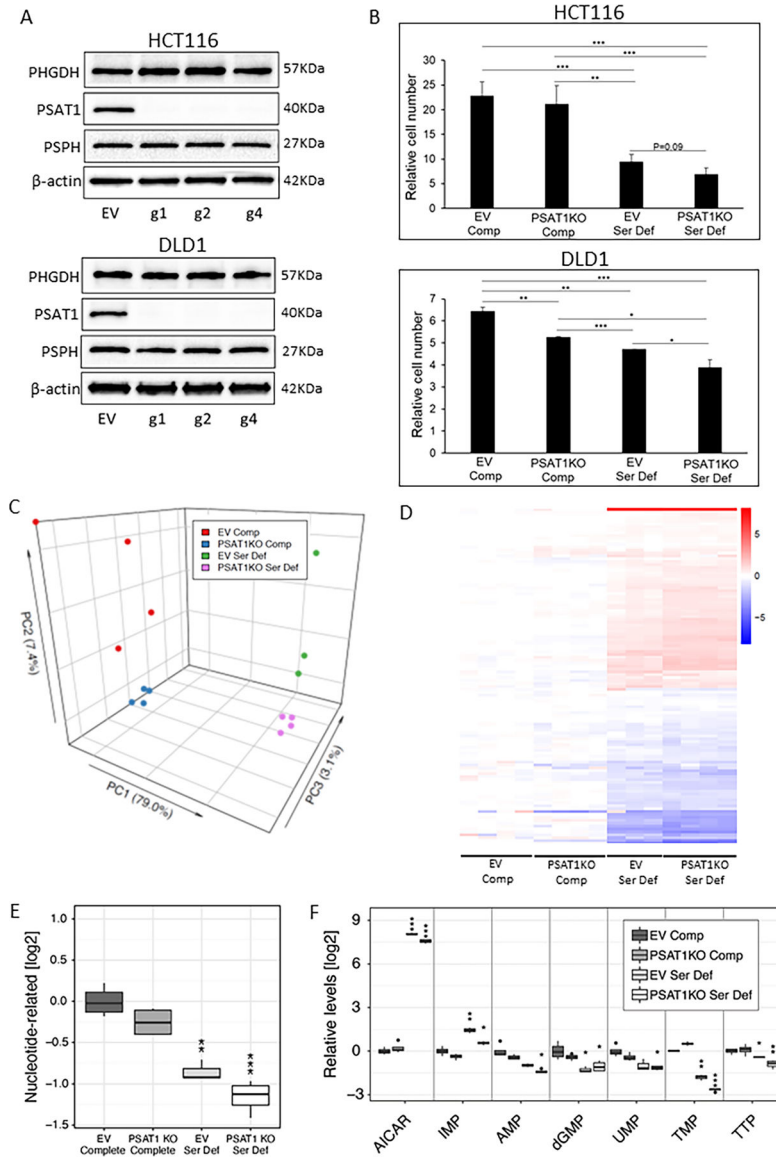 A
HCT116
PHGDH
57KDa
PSAT1
40KDa
PSPH
27KDa
β-actin
42KDa
EV g1 g2 g4
DLD1
PHGDH
57KDa
PSAT1
40KDa
PSPH
27KDa
β-actin
42KDa
EV g1 g2 g4
B
HCT116
Relative cell number
30
25
20
15
10
5
0
***
***
***
**
P=0.09
EV Comp
PSAT1KO Comp
EV Ser Def
PSAT1KO Ser Def
DLD1
Relative cell number
7
6
5
4
3
2
1
0
***
**
**
*
***
*
EV Comp
PSAT1KO Comp
EV Ser Def
PSAT1KO Ser Def
C
EV Comp
PSAT1KO Comp
EV Ser Def
PSAT1KO Ser Def
PC2 (7.4%)
PC1 (79.0%)
PC3 (3.1%)
D
5
0
-5
EV Comp
PSAT1KO Comp
EV Ser Def
PSAT1KO Ser Def
E
Nucleotide-related [log2]
1.0
0.5
0.0
-0.5
-1.0
-1.5
**
***
EV Complete
PSAT1 KO Complete
EV Ser Def
PSAT1 KO Ser Def
F
Relative levels [log2]
9
6
3
0
-3
EV Comp
PSAT1KO Comp
EV Ser Def
PSAT1KO Ser Def
AICAR
IMP
AMP
dGMP
UMP
TMP
TTP